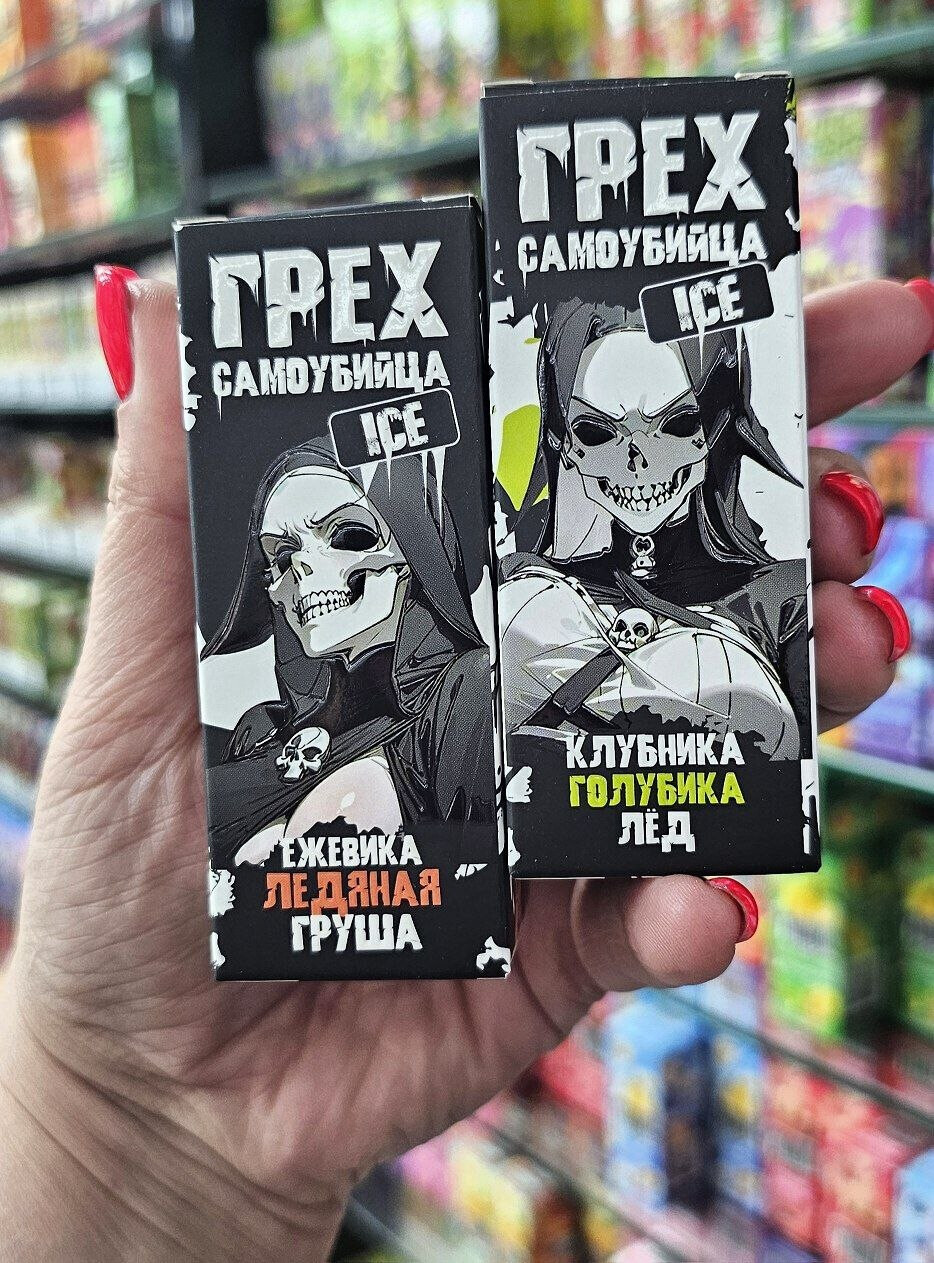 ГРЕХ
САМОУБИЙЦА
ICE
ЕЖЕВИКА
ЛЕДЯНАЯ
ГРУША
ГРЕХ
САМОУБИЙЦА
ICE
КЛУБНИКА
ГОЛУБИКА
ЛЁД